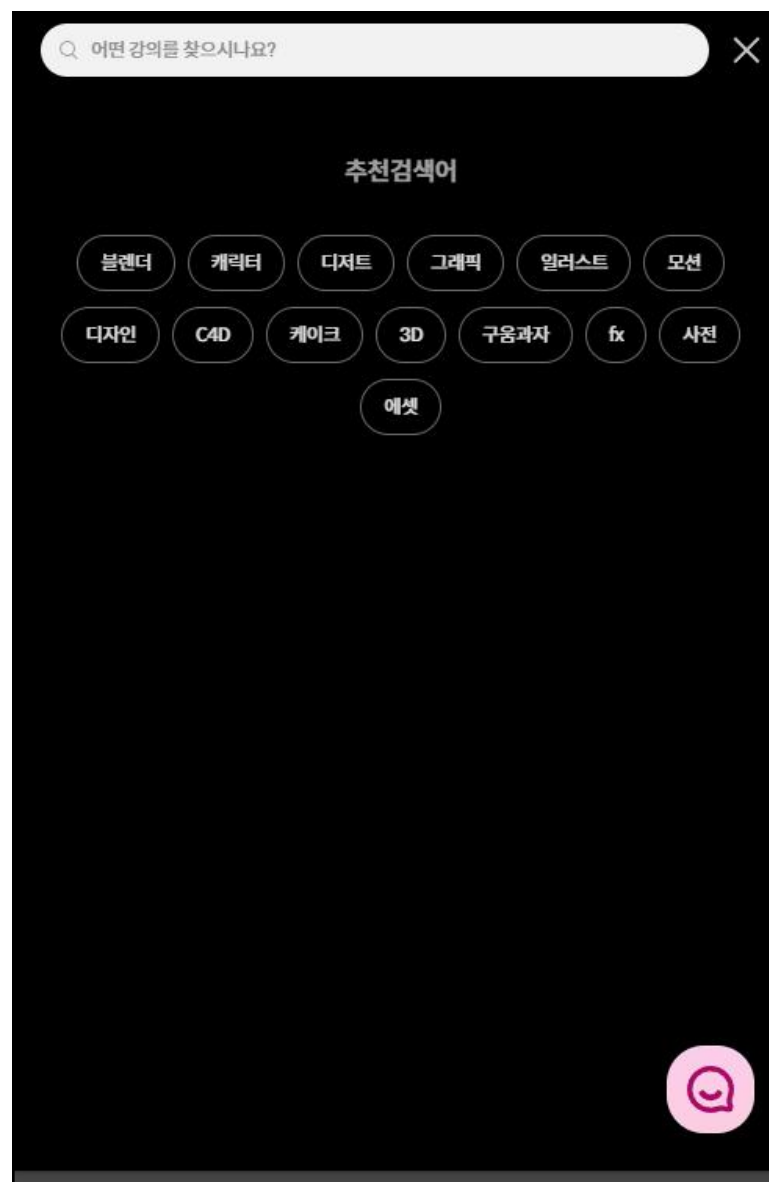 어떤 강의를 찾으시나요?
추천검색어
블렌더 캐릭터 디저트 그래픽 일러스트 모션
디자인 C4D 케이크 3D 구움과자 fx 사전
에셋